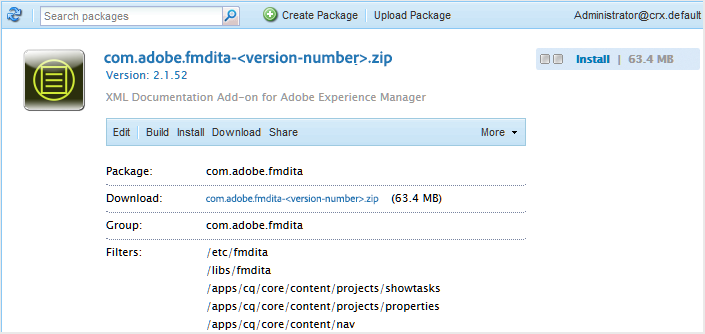 Search packages Create Package Upload Package Administrator@crx.default
com.adobe.fmdita-<version-number>.zip Install | 63.4 MB
Version: 2.1.52
XML Documentation Add-on for Adobe Experience Manager
Edit Build Install Download Share More
Package: com.adobe.fmdita
Download: com.adobe.fmdita-<version-number>.zip (63.4 MB)
Group: com.adobe.fmdita
Filters: /etc/fmdita
/libs/fmdita
/apps/cq/core/content/projects/showtasks
/apps/cq/core/content/projects/properties
/apps/cq/core/content/nav